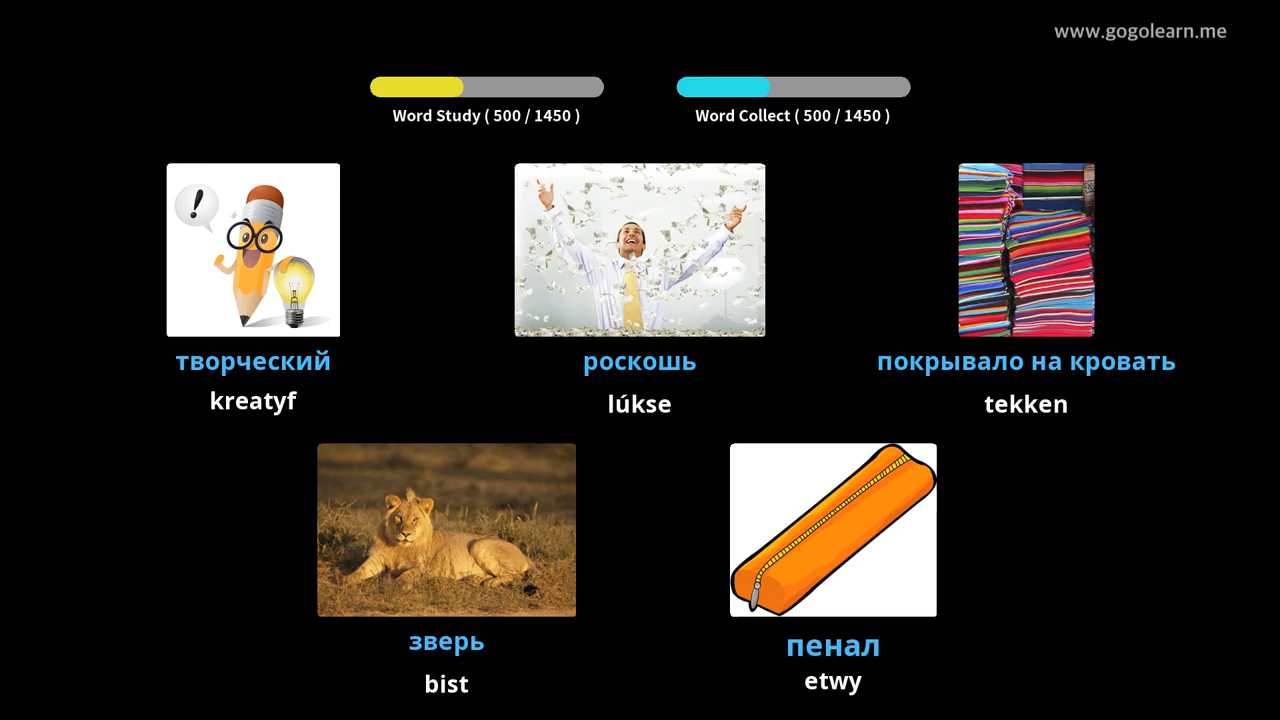 www.gogolearn.me
Word Study ( 500 / 1450 )
Word Collect ( 500 / 1450 )
!
творческий
роскошь
покрывало на кровать
kreatyf
lúkse
tekken
зверь
пенал
bist
etwy